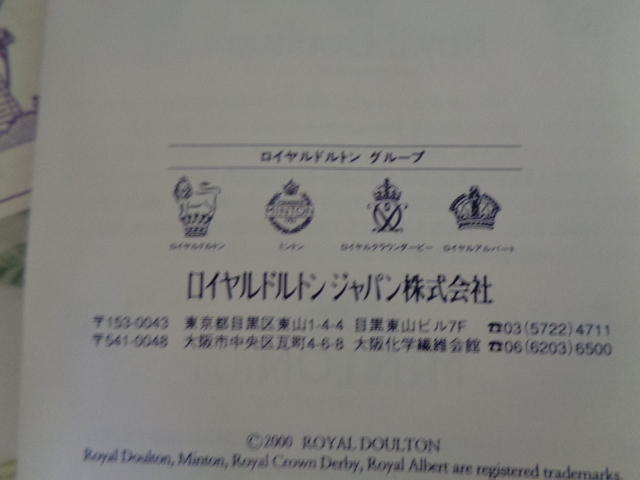 ロイヤルドルトン グループ
MINTON
ロイヤルドルトン ミントン ロイヤルクラウンダービー ロイヤルアルバート
ロイヤルドルトンジャパン株式会社
〒153-0043 東京都目黒区東山1-4-4 目黒東山ビル7F ☎03(5722)4711
〒541-0048 大阪市中央区瓦町4-6-8 大阪化学繊維会館 ☎06(6203)6500
©2000 ROYAL DOULTON
Royal Doulton, Minton, Royal Crown Derby, Royal Albert are registered trademarks.